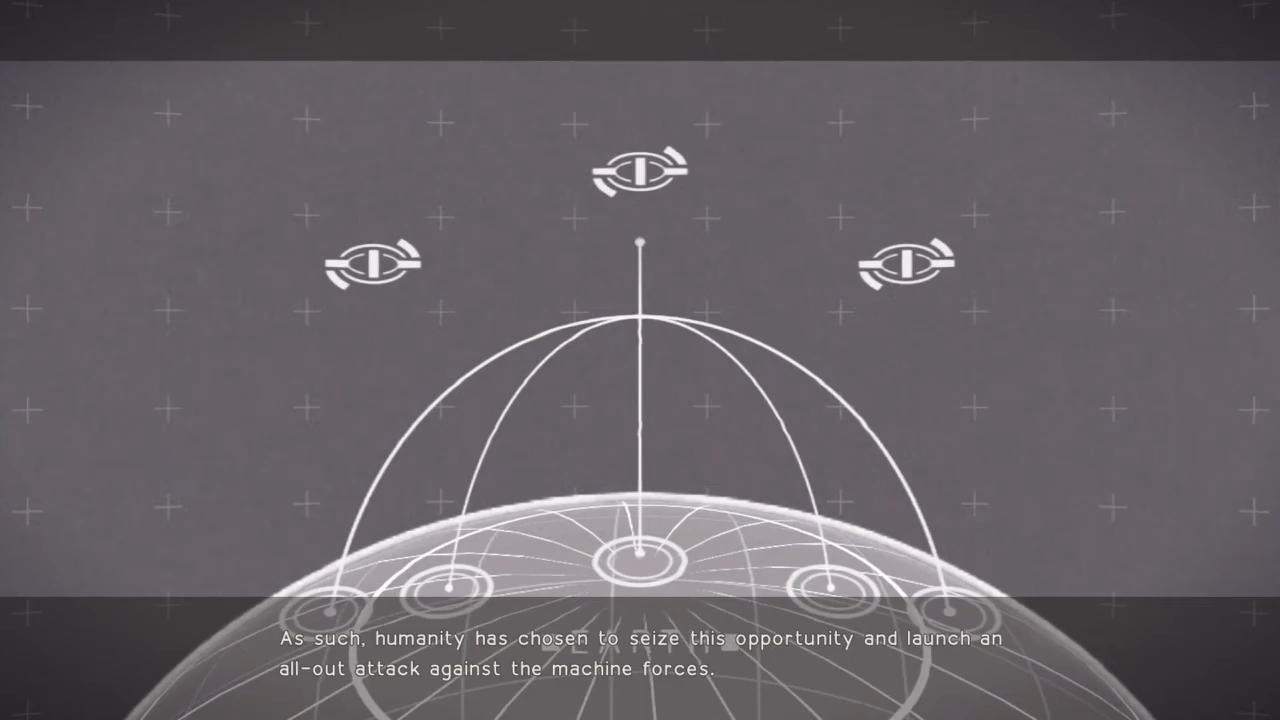 As such, humanity has chosen to seize this opportunity and launch an
EARTH
all-out attack against the machine forces.